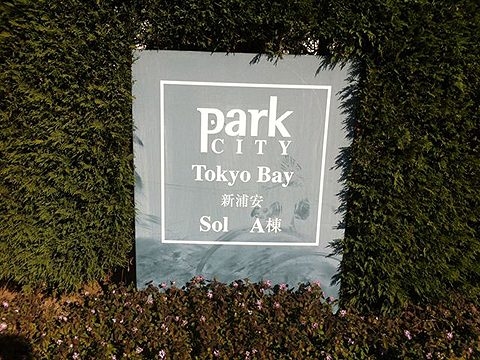 park
CITY
Tokyo Bay
新浦安
Sol A棟